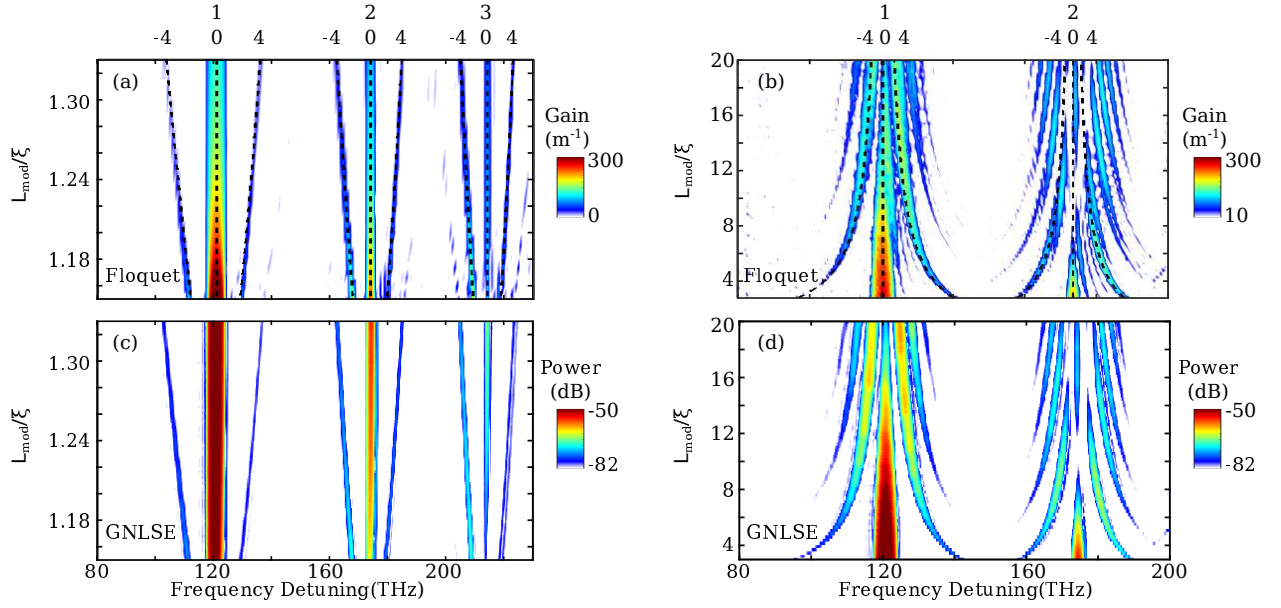 1 2 3
-4 0 4 -4 0 4 -4 0 4
(a)
1.30
1.24
1.18
Lmod/ξ
Floquet
Gain
(m-1)
300
0
1 2
-4 0 4 -4 0 4
(b)
20
16
12
8
4
Lmod/ξ
Floquet
Gain
(m-1)
300
10
(c)
1.30
1.24
1.18
Lmod/ξ
GNLSE
Power
(dB)
-50
-82
80 120 160 200
Frequency Detuning(THz)
(d)
20
16
12
8
4
Lmod/ξ
GNLSE
Power
(dB)
-50
-82
80 120 160 200
Frequency Detuning(THz)